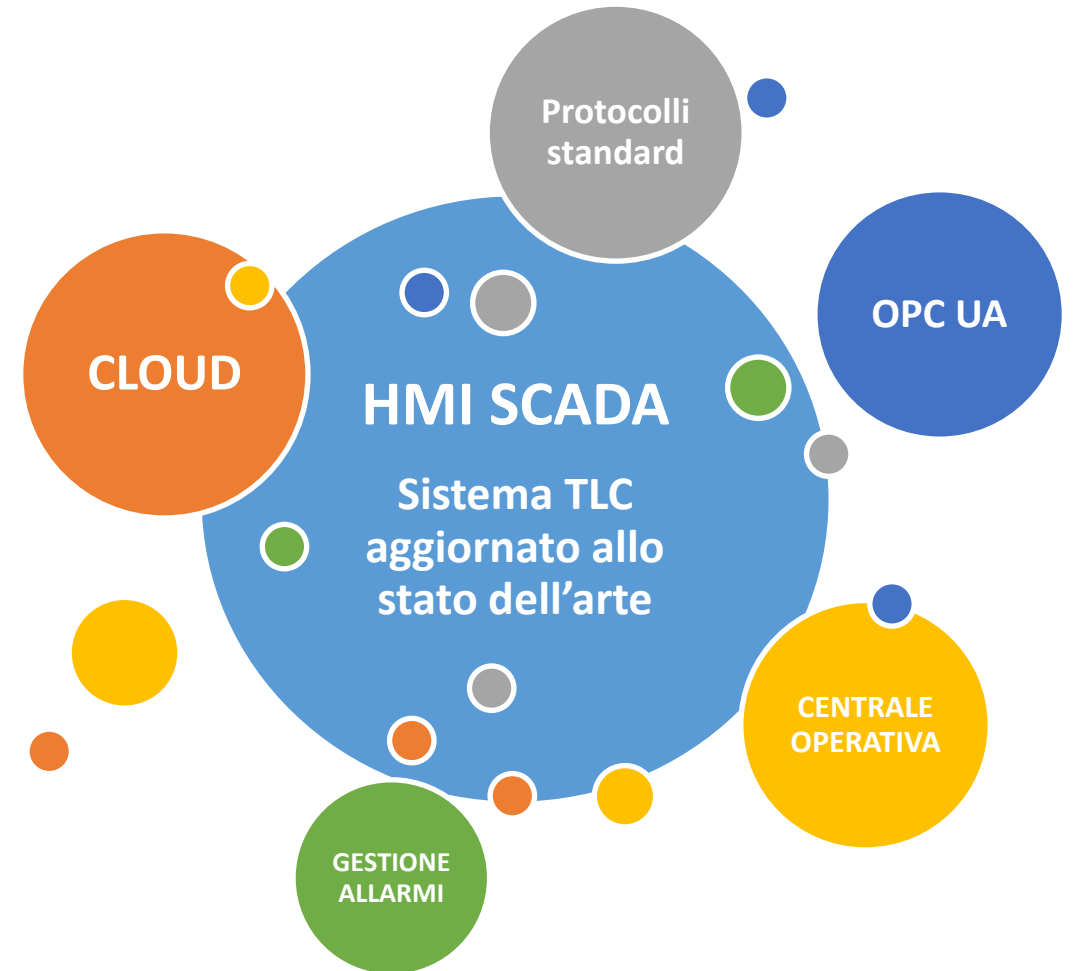 Protocolli
standard
OPC UA
CLOUD
HMI SCADA
Sistema TLC
aggiornato allo
stato dell’arte
CENTRALE
OPERATIVA
GESTIONE
ALLARMI